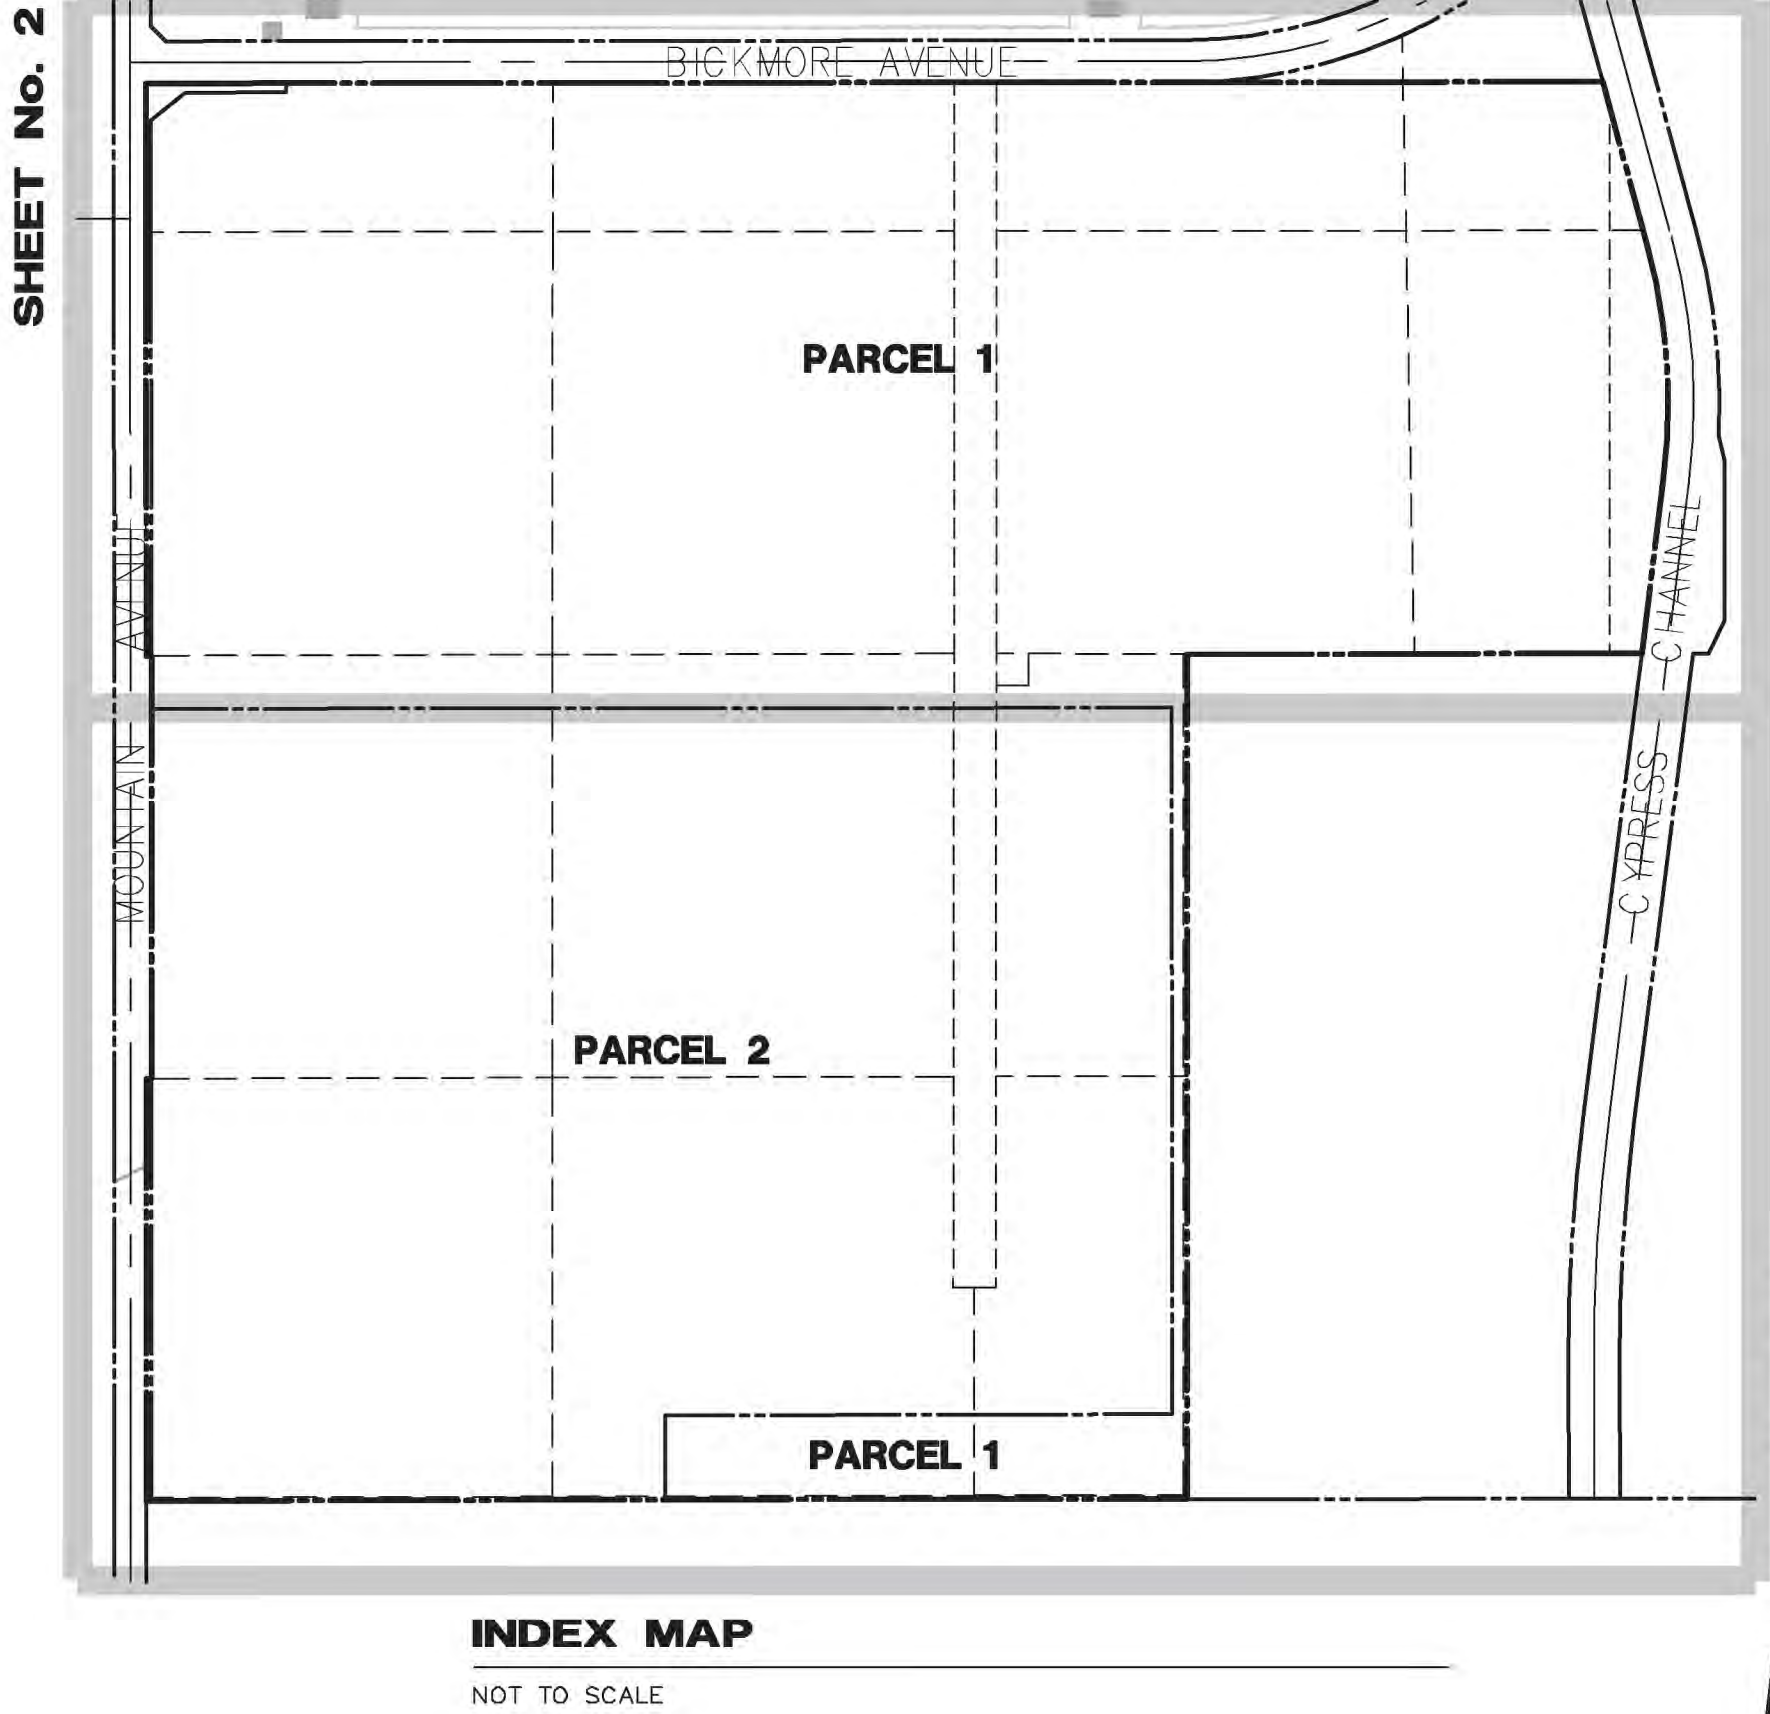 SHEET No. 2
BICKMORE AVENUE
PARCEL 1
MOUNTAIN AVENUE
CYPRESS CHANNEL
PARCEL 2
PARCEL 1
INDEX MAP
NOT TO SCALE